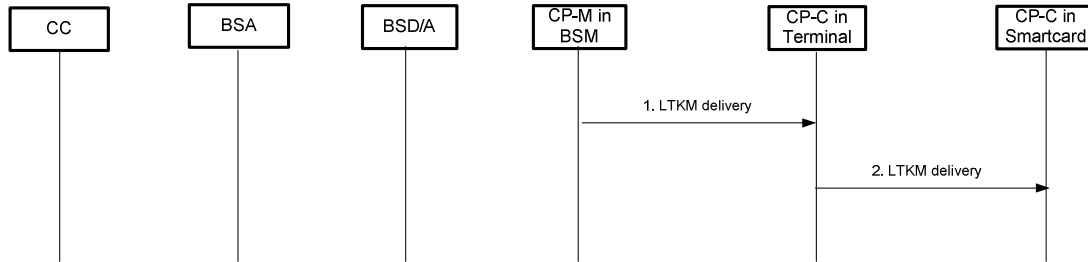 CC
BSA
BSD/A
CP-M in
BSM
CP-C in
Terminal
CP-C in
Smartcard
1. LTKM delivery
2. LTKM delivery